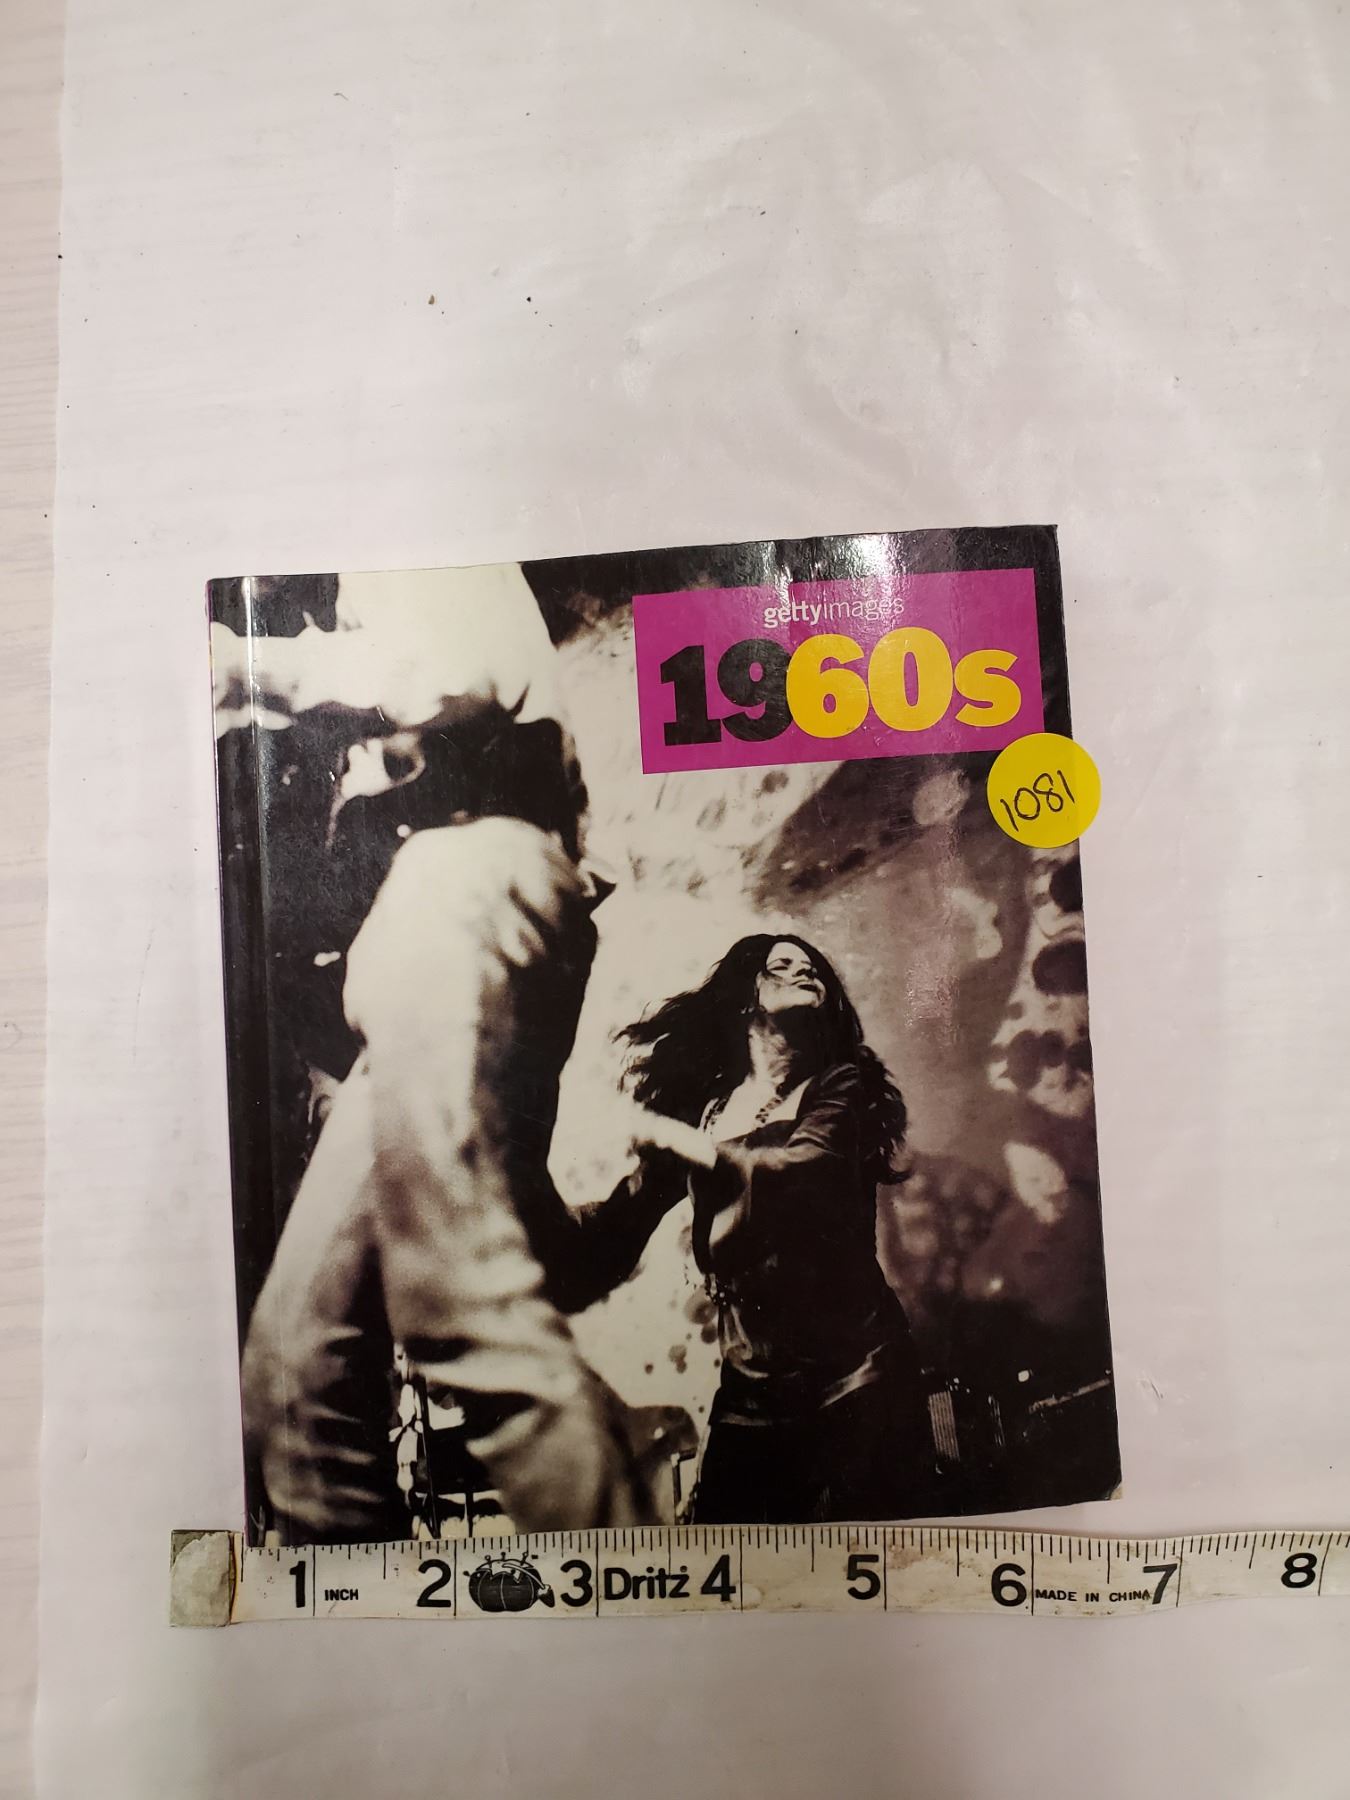 gettyimages
1960s
1081
1 INCH 2 3 Dritz 4 5 6 MADE IN CHINA 7 8